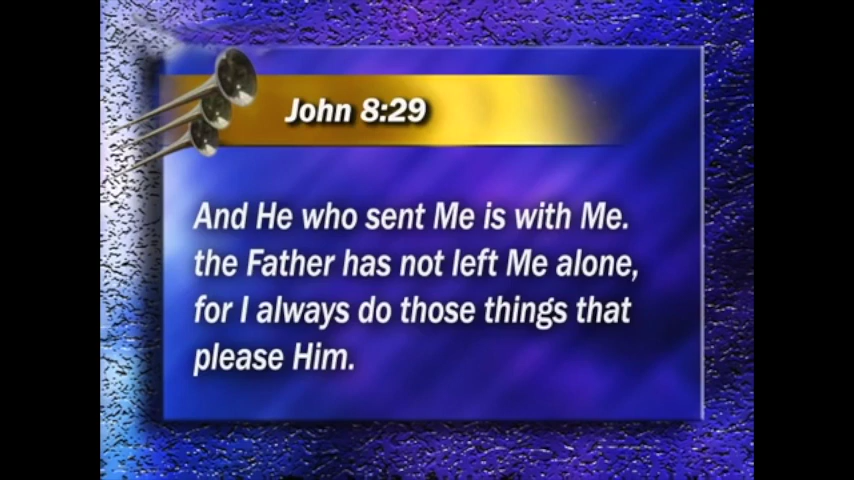 John 8:29
And He who sent Me is with Me.
the Father has not left Me alone,
for I always do those things that
please Him.